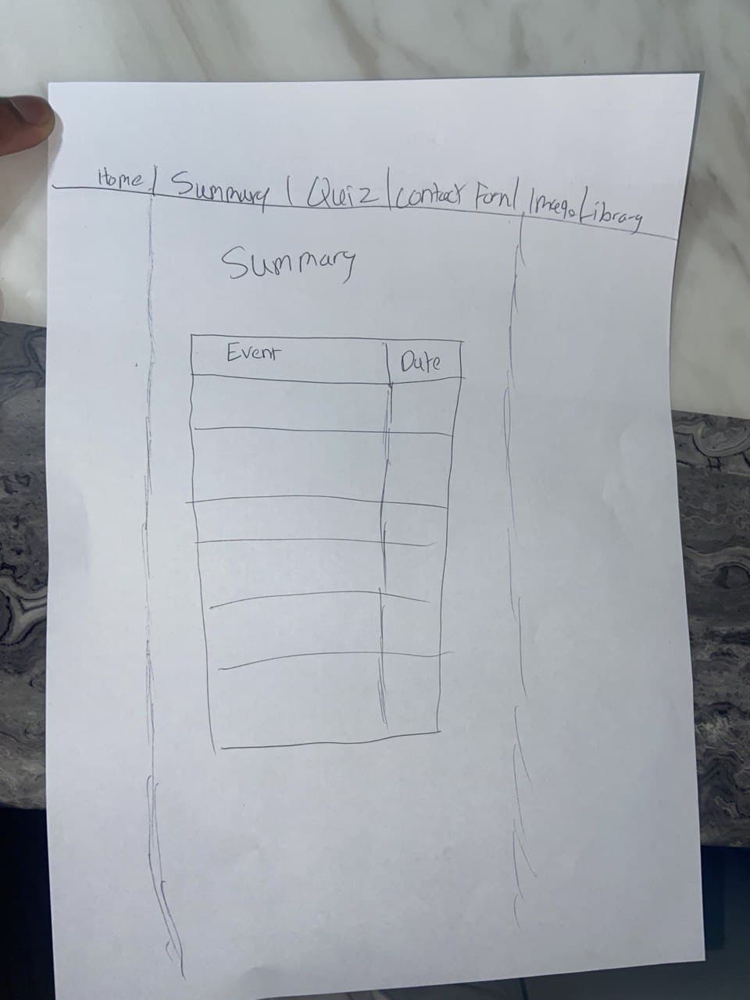 Home | Summary | Quiz | Contact Form | Image Library
Summary
Event Date